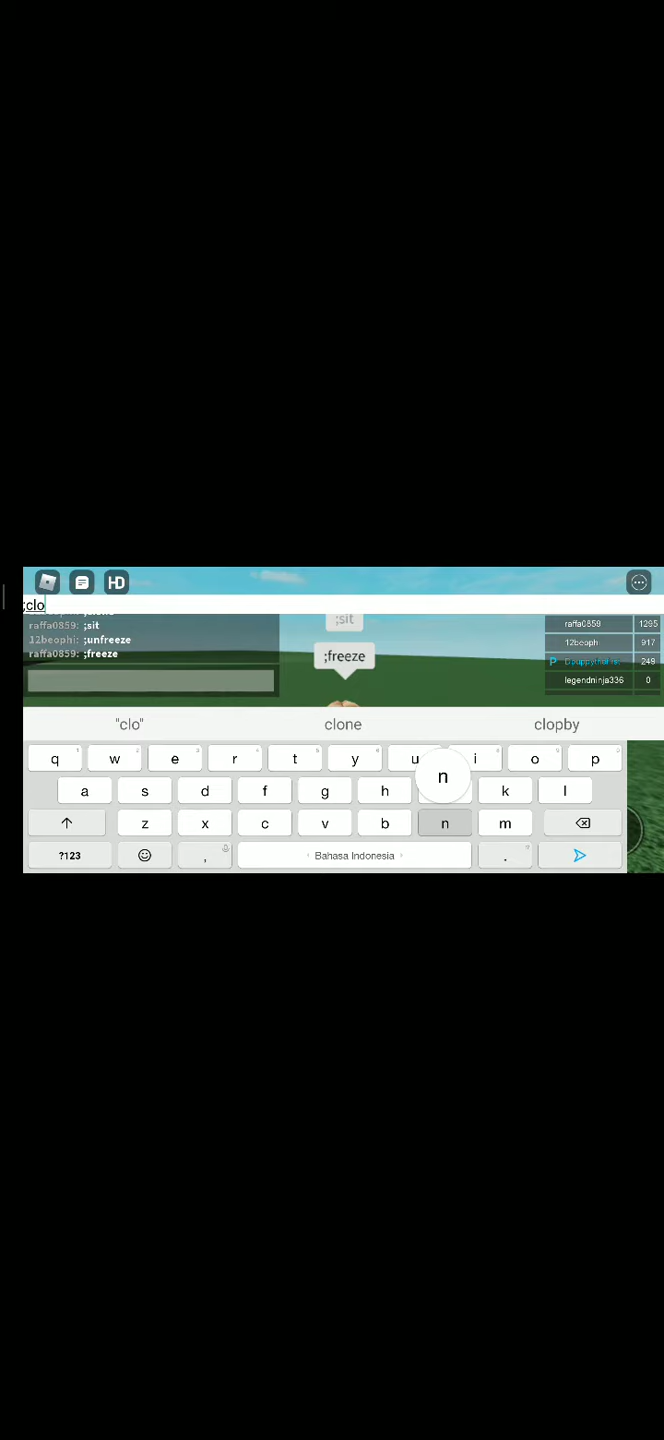 HD
;clo
raffa0859: ;sit
12beophi: ;unfreeze
raffa0859: ;freeze
;sit
;freeze
raffa0859 1295
12beoph 917
P 249
legendninja336 0
"clo" clone clopby
q w e r t y u i o p
a s d f g h k l
n
z x c v b n m
?123 , Bahasa Indonesia .